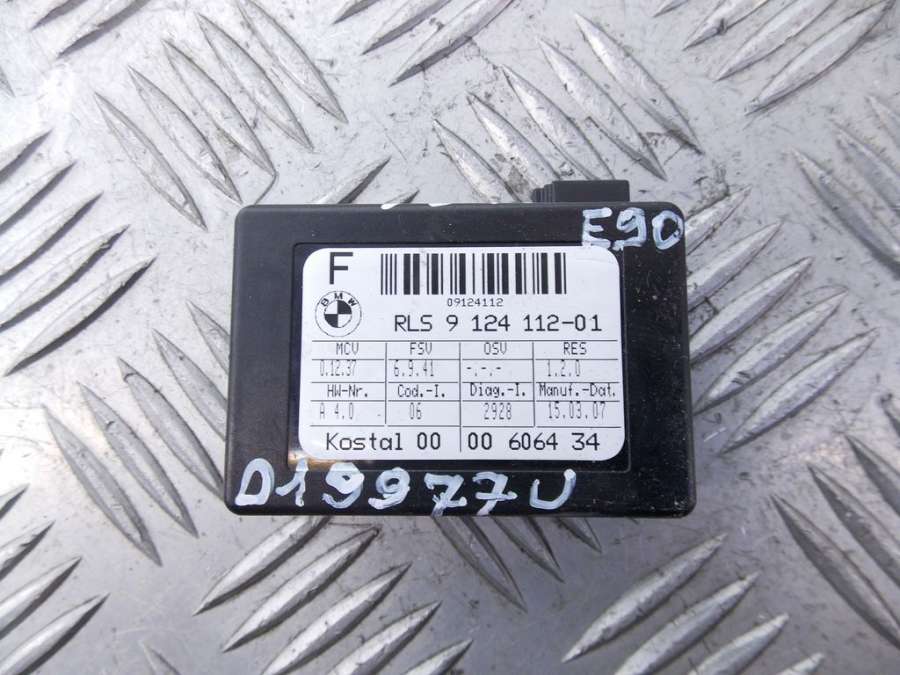 E90
F
09124112
BMW
RLS 9 124 112-01
MCV FSV OSV RES
0.12.37 6.9.41 -.-.- 1.2.0
HW-Nr. Cod.-I. Diag.-I. Manuf.-Dat.
A 4.0 06 2928 15.03.07
Kostal 00 00 6064 34
D19977U